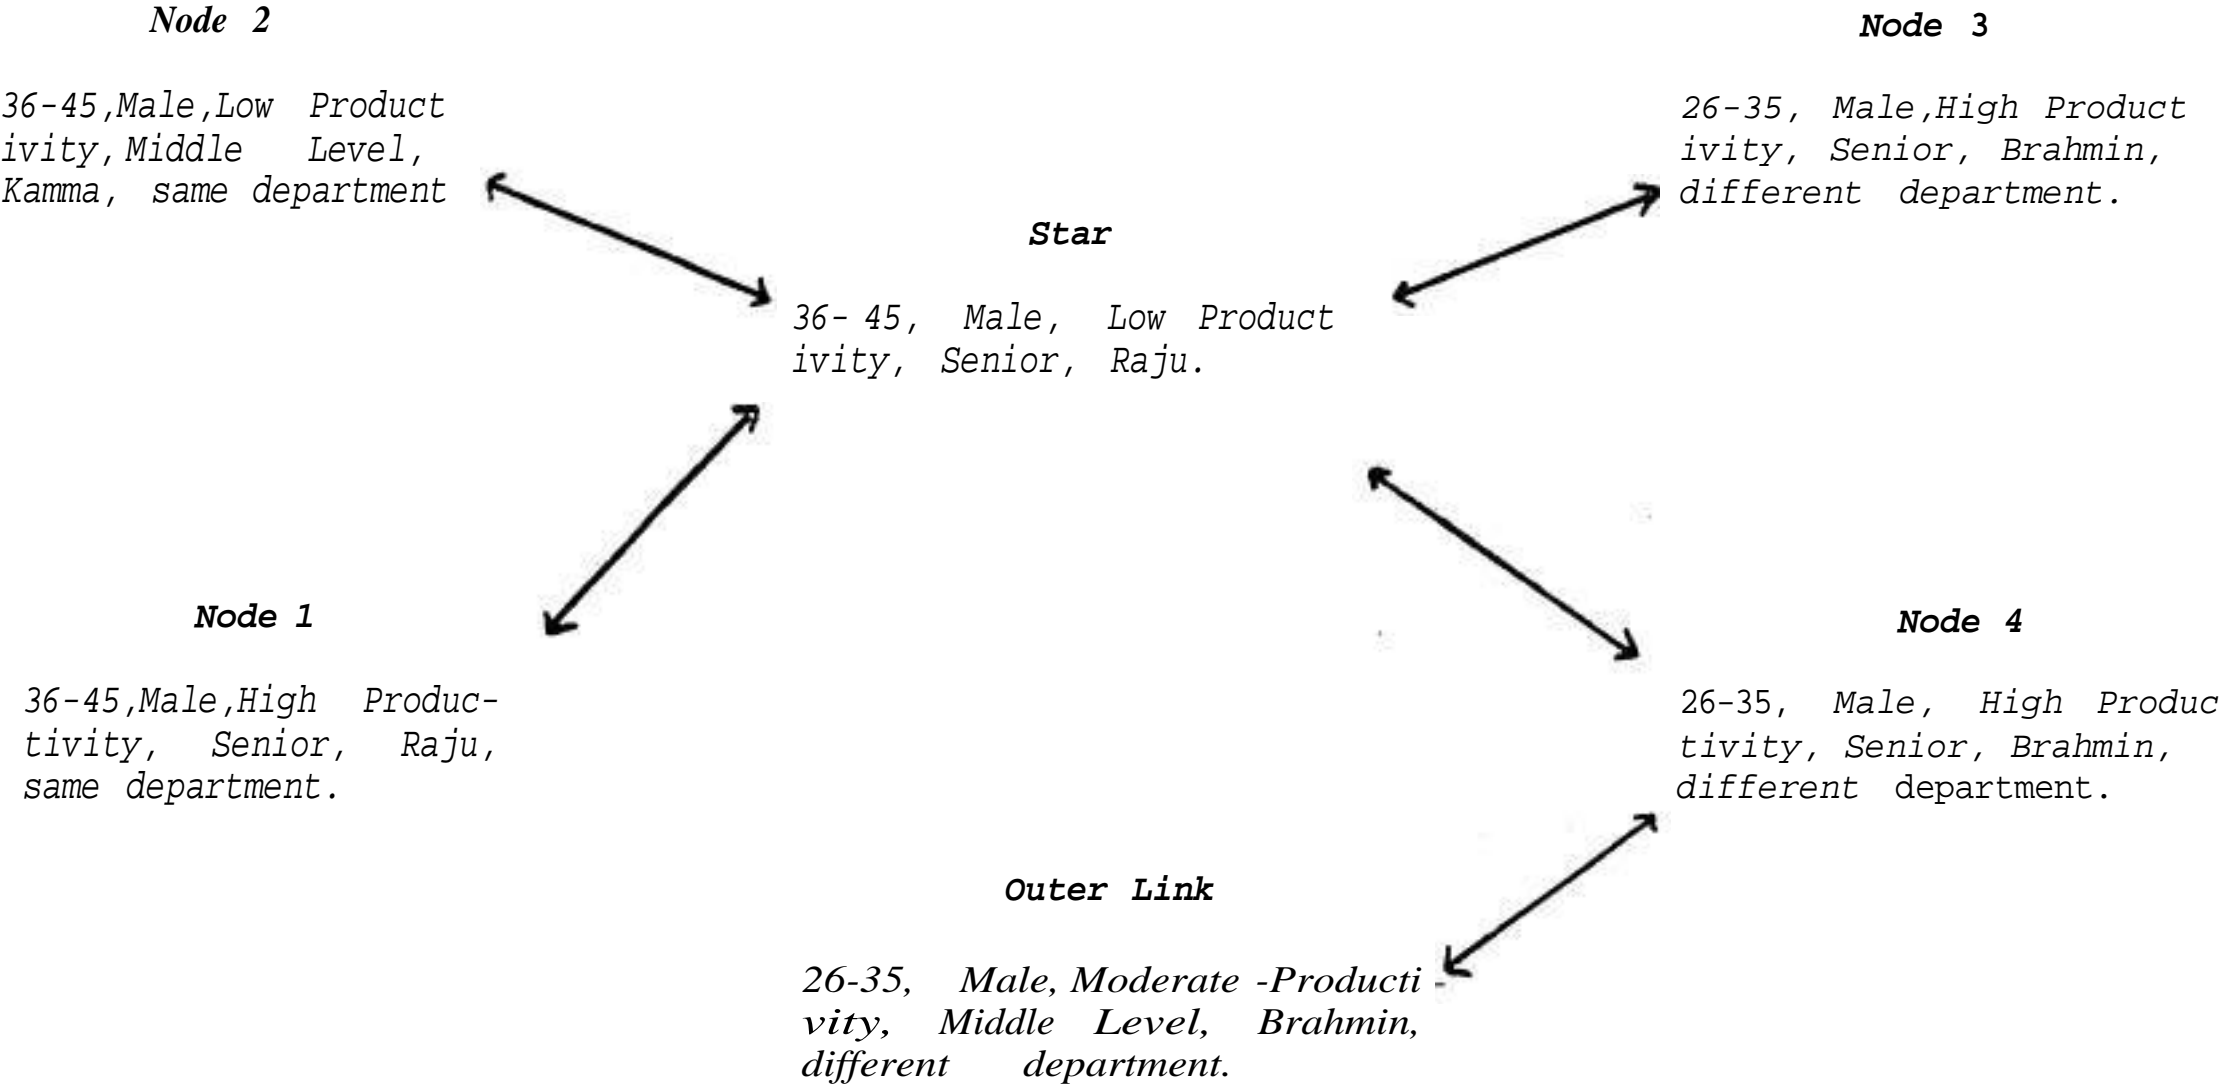 Node 2
36-45,Male,Low Product
ivity,Middle Level,
Kamma, same department
Node 3
26-35, Male,High Product
ivity, Senior, Brahmin,
different department.
Star
36- 45, Male, Low Product
ivity, Senior, Raju.
Node 1
36-45,Male,High Produc-
tivity, Senior, Raju,
same department.
Node 4
26-35, Male, High Produc
tivity, Senior, Brahmin,
different department.
Outer Link
26-35, Male, Moderate -Producti -
vity, Middle Level, Brahmin,
different department.